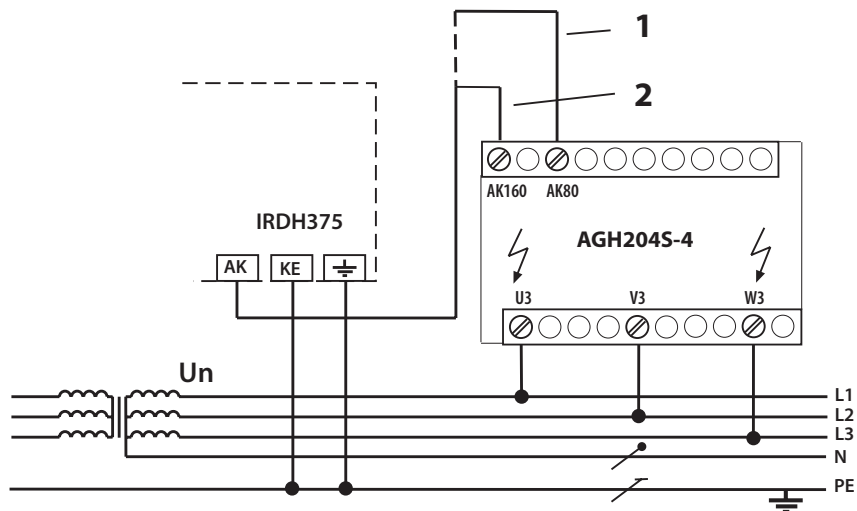 1
2
AK160 AK80
IRDH375
AGH204S-4
AK KE
U3 V3 W3
Un
L1
L2
L3
N
PE